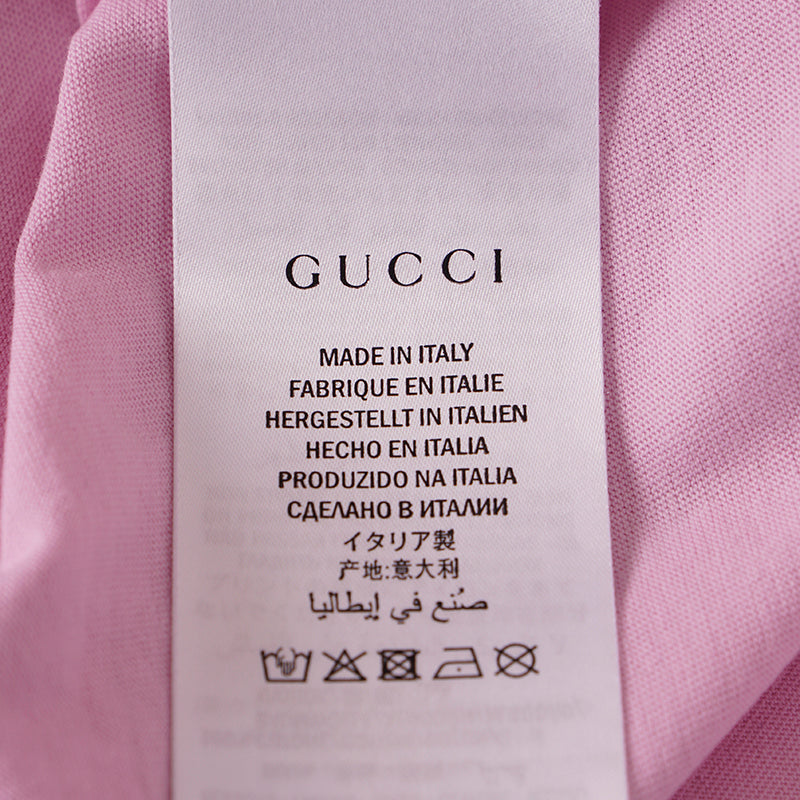 GUCCI
MADE IN ITALY
FABRIQUE EN ITALIE
HERGESTELLT IN ITALIEN
HECHO EN ITALIA
PRODUZIDO NA ITALIA
СДЕЛАНО В ИТАЛИИ
イタリア製
产地:意大利
صُنع في إيطاليا